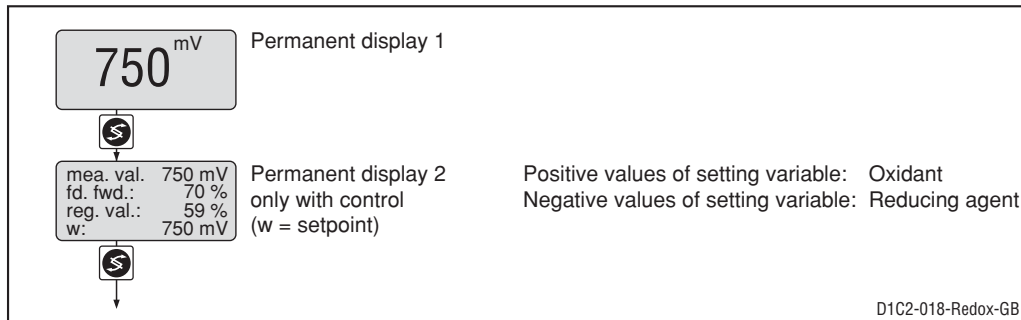 750 mV
Permanent display 1
mea. val. 750 mV
fd. fwd.: 70 %
reg. val.: 59 %
w: 750 mV
Permanent display 2
only with control
(w = setpoint)
Positive values of setting variable: Oxidant
Negative values of setting variable: Reducing agent
D1C2-018-Redox-GB